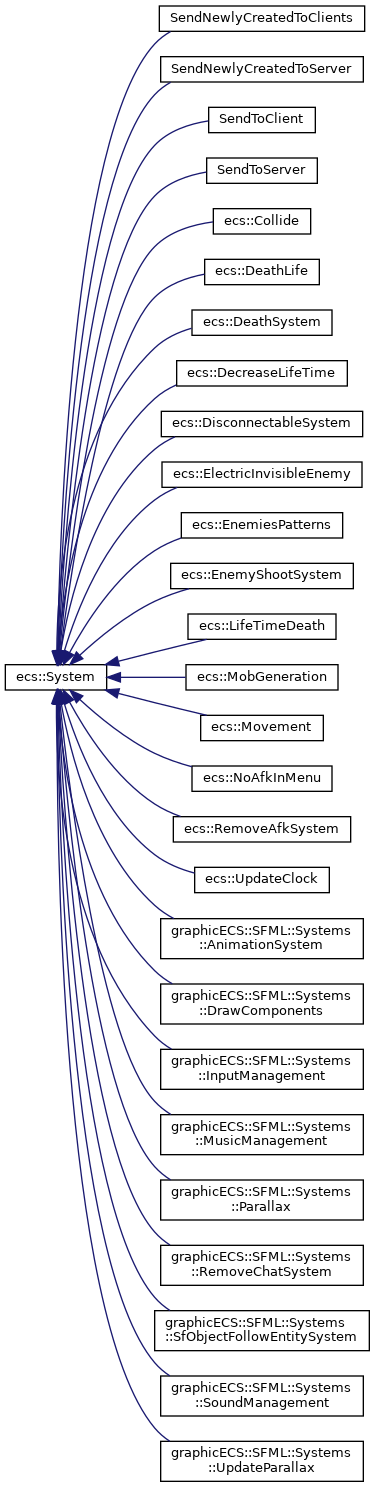 SendNewlyCreatedToClients
SendNewlyCreatedToServer
SendToClient
SendToServer
ecs::Collide
ecs::DeathLife
ecs::DeathSystem
ecs::DecreaseLifeTime
ecs::DisconnectableSystem
ecs::ElectricInvisibleEnemy
ecs::EnemiesPatterns
ecs::EnemyShootSystem
ecs::LifeTimeDeath
ecs::System
ecs::MobGeneration
ecs::Movement
ecs::NoAfkInMenu
ecs::RemoveAfkSystem
ecs::UpdateClock
graphicECS::SFML::Systems
::AnimationSystem
graphicECS::SFML::Systems
::DrawComponents
graphicECS::SFML::Systems
::InputManagement
graphicECS::SFML::Systems
::MusicManagement
graphicECS::SFML::Systems
::Parallax
graphicECS::SFML::Systems
::RemoveChatSystem
graphicECS::SFML::Systems
::SfObjectFollowEntitySystem
graphicECS::SFML::Systems
::SoundManagement
graphicECS::SFML::Systems
::UpdateParallax